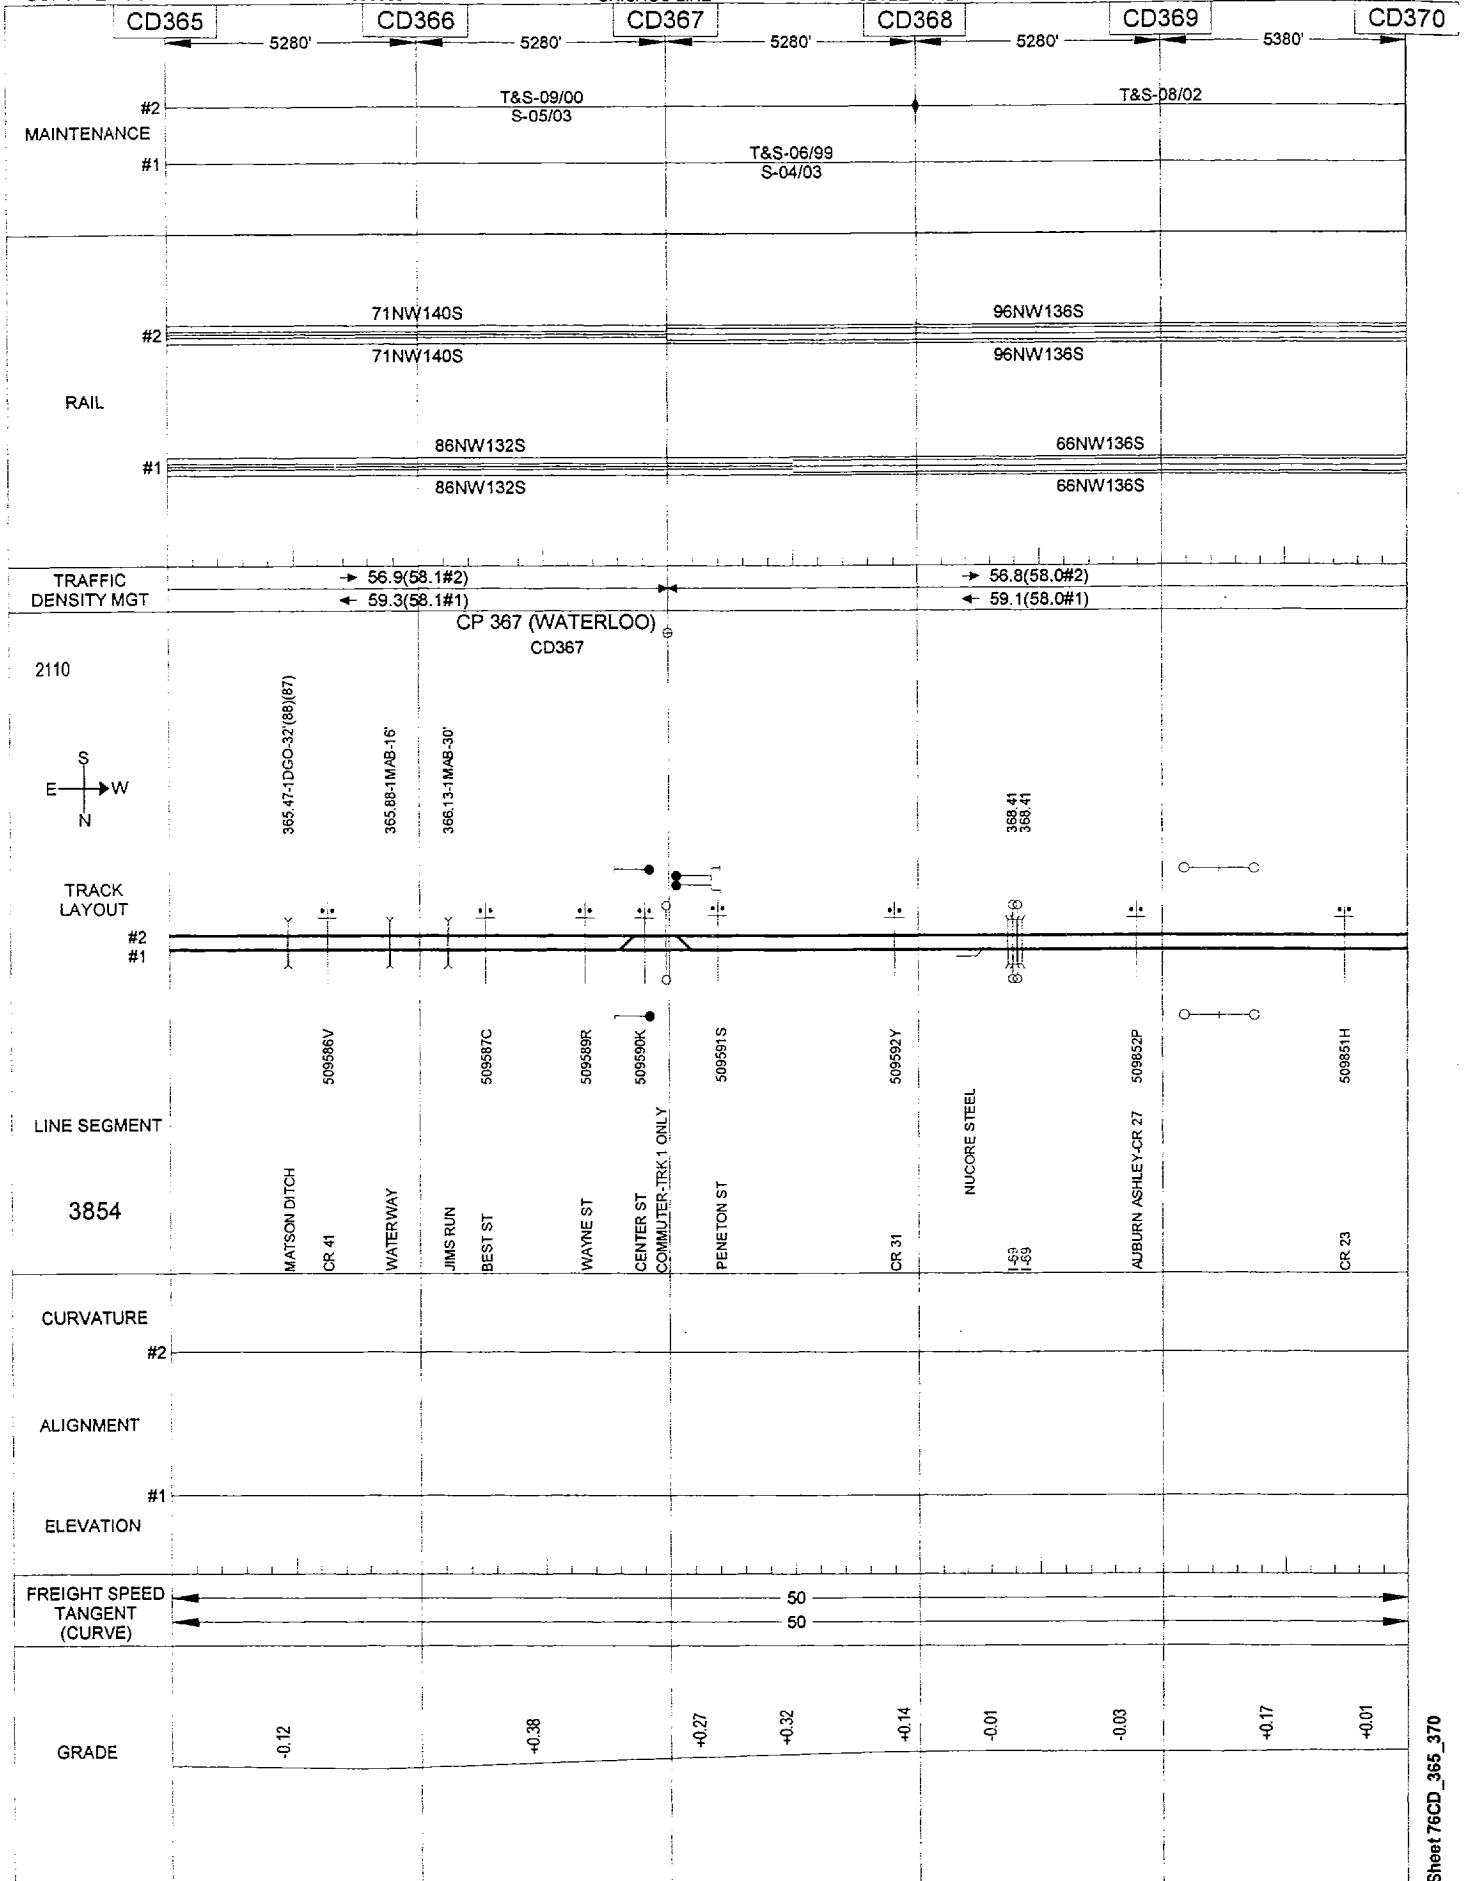 CD365 CD366 CD367 CD368 CD369 CD370
5280' 5280' 5280' 5280' 5380'
MAINTENANCE
#2
T&S-09/00
S-05/03
T&S-08/02
#1
T&S-06/99
S-04/03
RAIL
#2
71NW140S 96NW136S
71NW140S 96NW136S
#1
86NW132S 66NW136S
86NW132S 66NW136S
TRAFFIC
DENSITY MGT
56.9(58.1#2) 56.8(58.0#2)
59.3(58.1#1) 59.1(58.0#1)
CP 367 (WATERLOO)
CD367
2110
S
E W
N
365.47-1DGO-32'(88)(87)
365.88-1MAB-16'
366.13-1MAB-30'
368.41
368.41
TRACK
LAYOUT
#2
#1
509586V
509587C
509589R
509590K
509591S
509592Y
509852P
509851H
LINE SEGMENT
3854
MATSON DITCH
CR 41
WATERWAY
JIMS RUN
BEST ST
WAYNE ST
CENTER ST
COMMUTER-TRK 1 ONLY
PENETON ST
CR 31
NUCORE STEEL
I-69
I-69
AUBURN ASHLEY-CR 27
CR 23
CURVATURE
#2
ALIGNMENT
#1
ELEVATION
FREIGHT SPEED
TANGENT
(CURVE)
50
50
GRADE
-0.12
+0.38
+0.27
+0.32
+0.14
-0.01
-0.03
+0.17
+0.01
Sheet 76CD_365_370